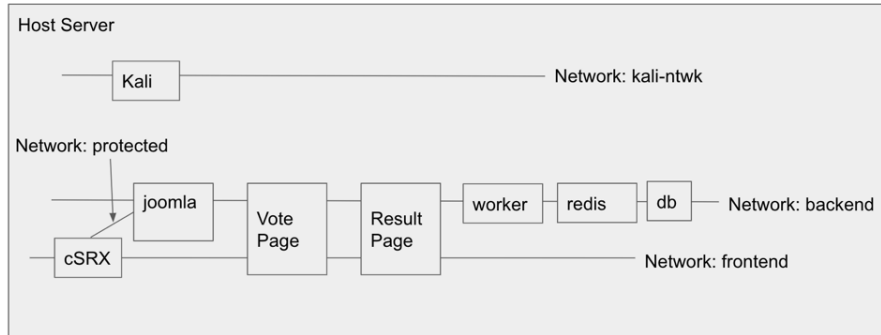 Host Server
Kali
Network: kali-ntwk
Network: protected
joomla
Vote
Page
Result
Page
worker
redis
db
Network: backend
cSRX
Network: frontend